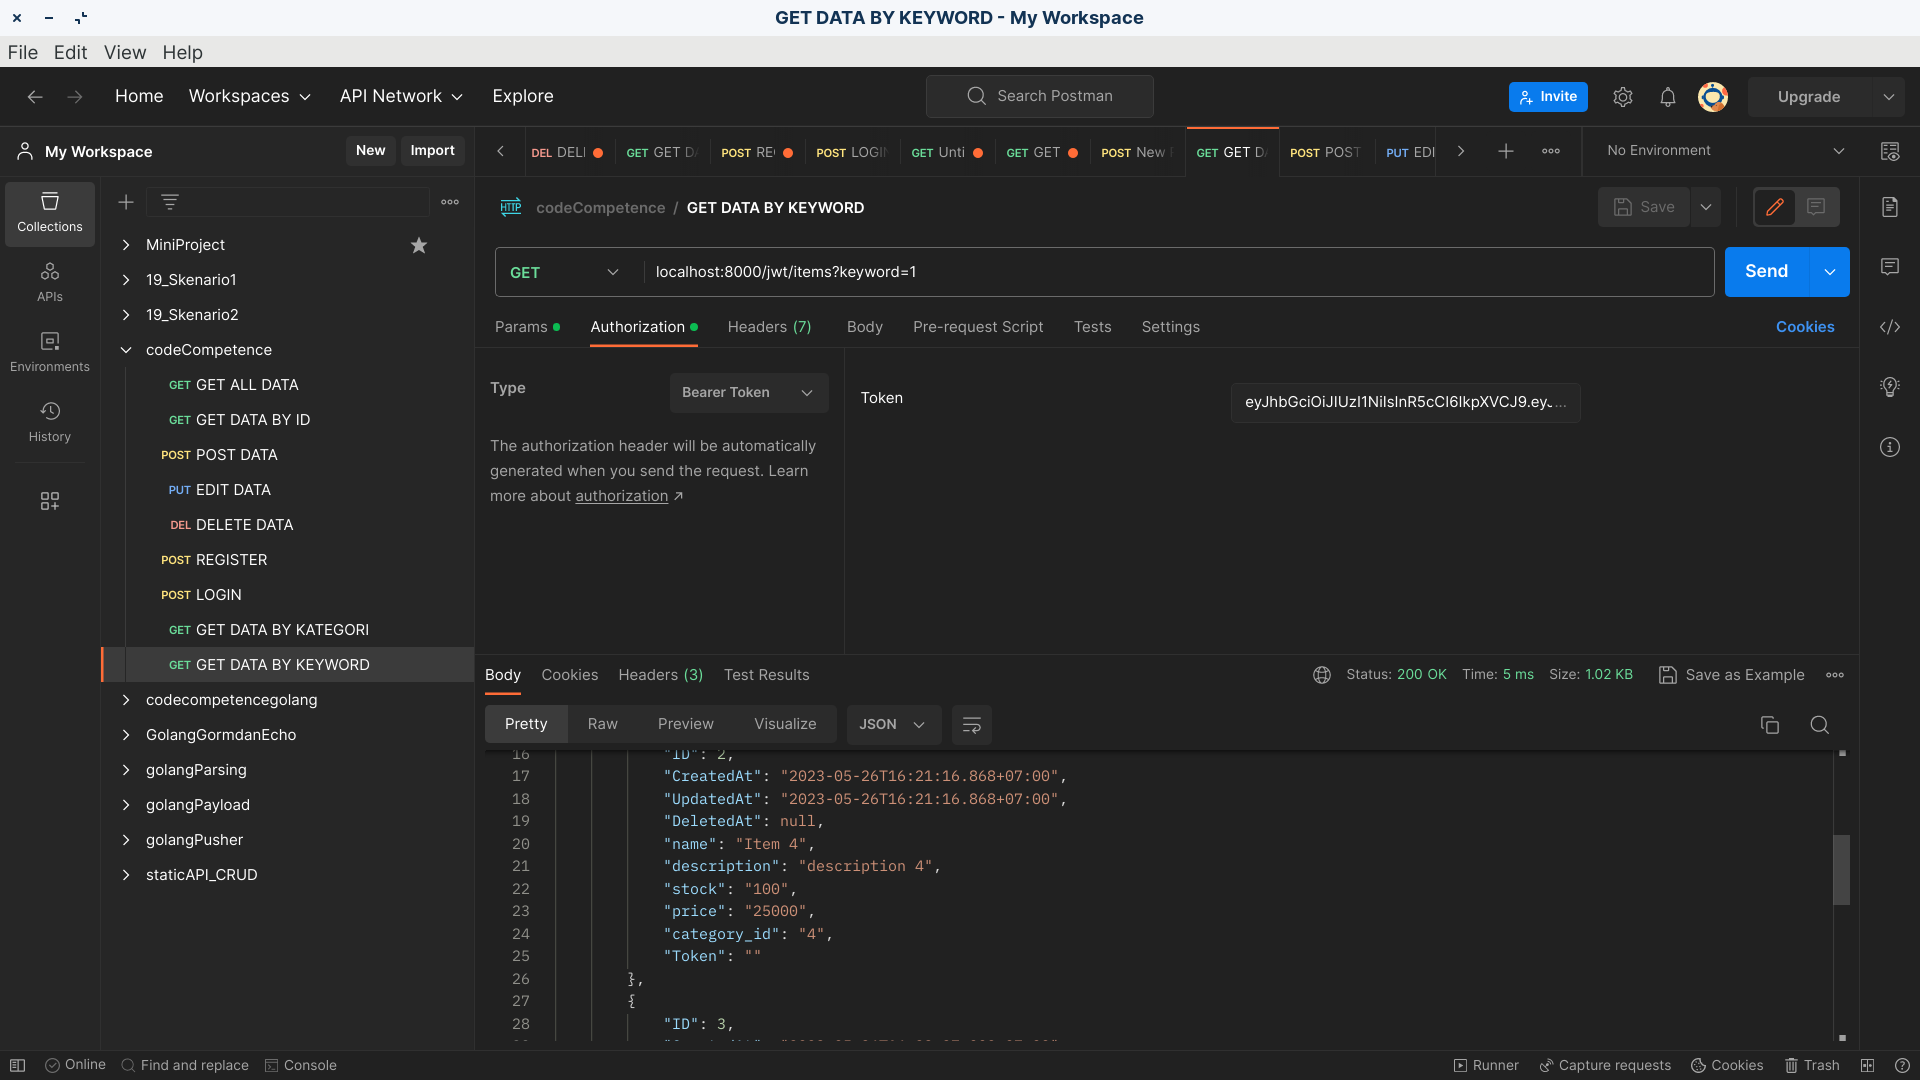 GET DATA BY KEYWORD - My Workspace
File Edit View Help
Home Workspaces API Network Explore
Search Postman
Invite
Upgrade
My Workspace
New
Import
DEL DELI
GET GET DA
POST RE
POST LOGIN
GET Unti
GET GET
POST New
GET GET DA
POST POST
PUT EDI
No Environment
Collections
APIs
Environments
History
MiniProject
19_Skenario1
19_Skenario2
codeCompetence
GET GET ALL DATA
GET GET DATA BY ID
POST POST DATA
PUT EDIT DATA
DEL DELETE DATA
POST REGISTER
POST LOGIN
GET GET DATA BY KATEGORI
GET GET DATA BY KEYWORD
codecompetencegolang
GolangGormdanEcho
golangParsing
golangPayload
golangPusher
staticAPI_CRUD
HTTP codeCompetence / GET DATA BY KEYWORD
Save
GET localhost:8000/jwt/items?keyword=1
Send
Params Authorization Headers (7) Body Pre-request Script Tests Settings
Cookies
Type
Bearer Token
The authorization header will be automatically
generated when you send the request. Learn
more about authorization ↗
Token
eyJhbGciOiJIUzI1NiIsInR5cCI6IkpXVCJ9.eyJ...
Body Cookies Headers (3) Test Results
Status: 200 OK Time: 5 ms Size: 1.02 KB
Save as Example
Pretty Raw Preview Visualize
JSON
16 "ID": 2,
17 "CreatedAt": "2023-05-26T16:21:16.868+07:00",
18 "UpdatedAt": "2023-05-26T16:21:16.868+07:00",
19 "DeletedAt": null,
20 "name": "Item 4",
21 "description": "description 4",
22 "stock": "100",
23 "price": "25000",
24 "category_id": "4",
25 "Token": ""
26 },
27 {
28 "ID": 3,
Online Find and replace Console
Runner Capture requests Cookies Trash